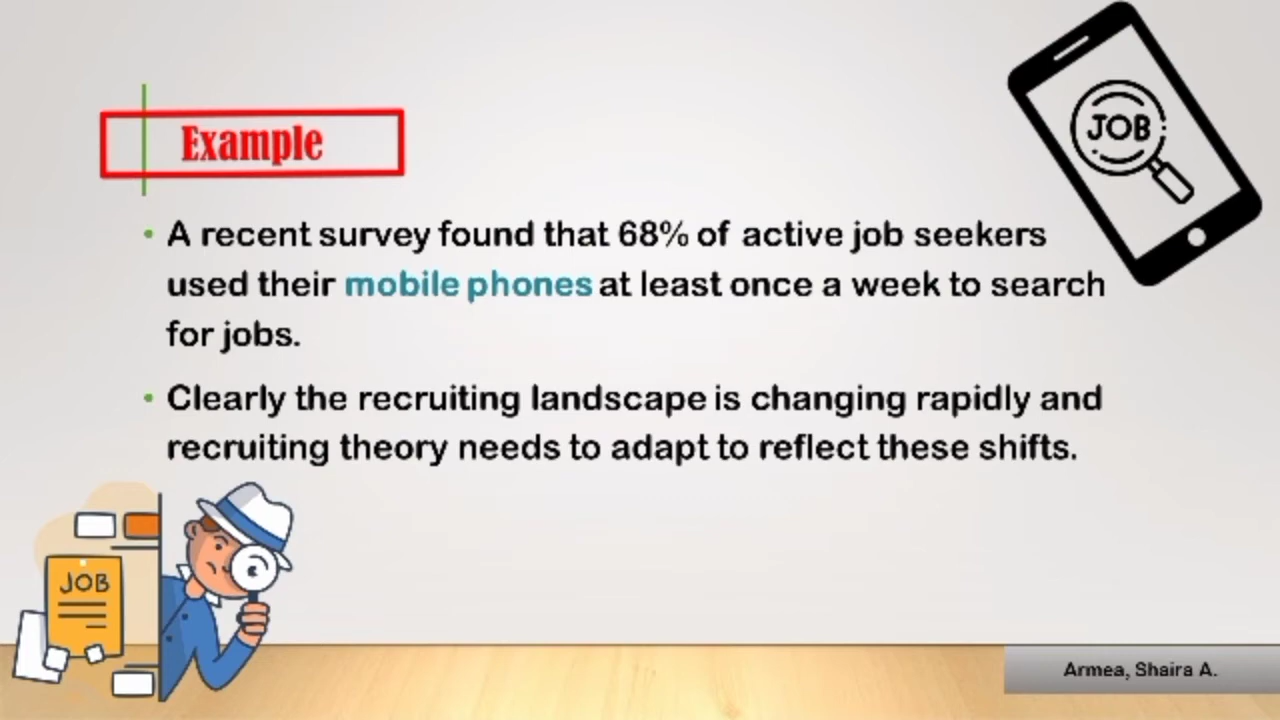 JOB
Example
• A recent survey found that 68% of active job seekers
used their mobile phones at least once a week to search
for jobs.
• Clearly the recruiting landscape is changing rapidly and
recruiting theory needs to adapt to reflect these shifts.
JOB
Armea, Shaira A.